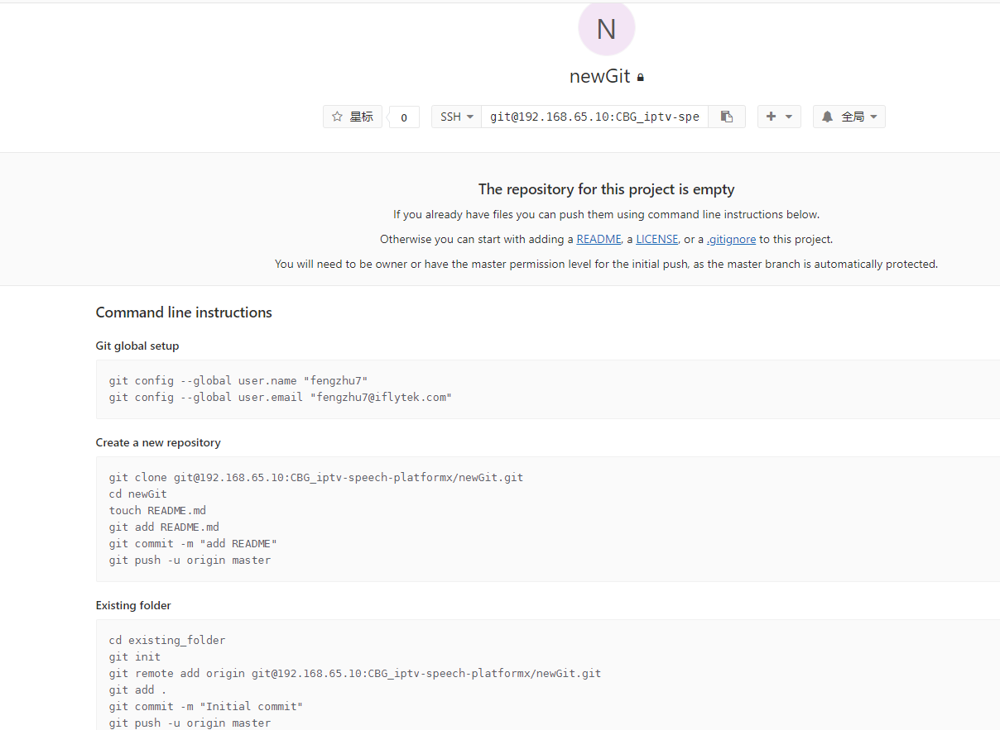 N
newGit
星标
0
SSH
git@192.168.65.10:CBG_iptv-spe
全局
The repository for this project is empty
If you already have files you can push them using command line instructions below.
Otherwise you can start with adding a README, a LICENSE, or a .gitignore to this project.
You will need to be owner or have the master permission level for the initial push, as the master branch is automatically protected.
Command line instructions
Git global setup
git config --global user.name "fengzhu7"
git config --global user.email "fengzhu7@iflytek.com"
Create a new repository
git clone git@192.168.65.10:CBG_iptv-speech-platformx/newGit.git
cd newGit
touch README.md
git add README.md
git commit -m "add README"
git push -u origin master
Existing folder
cd existing_folder
git init
git remote add origin git@192.168.65.10:CBG_iptv-speech-platformx/newGit.git
git add .
git commit -m "Initial commit"
git push -u origin master